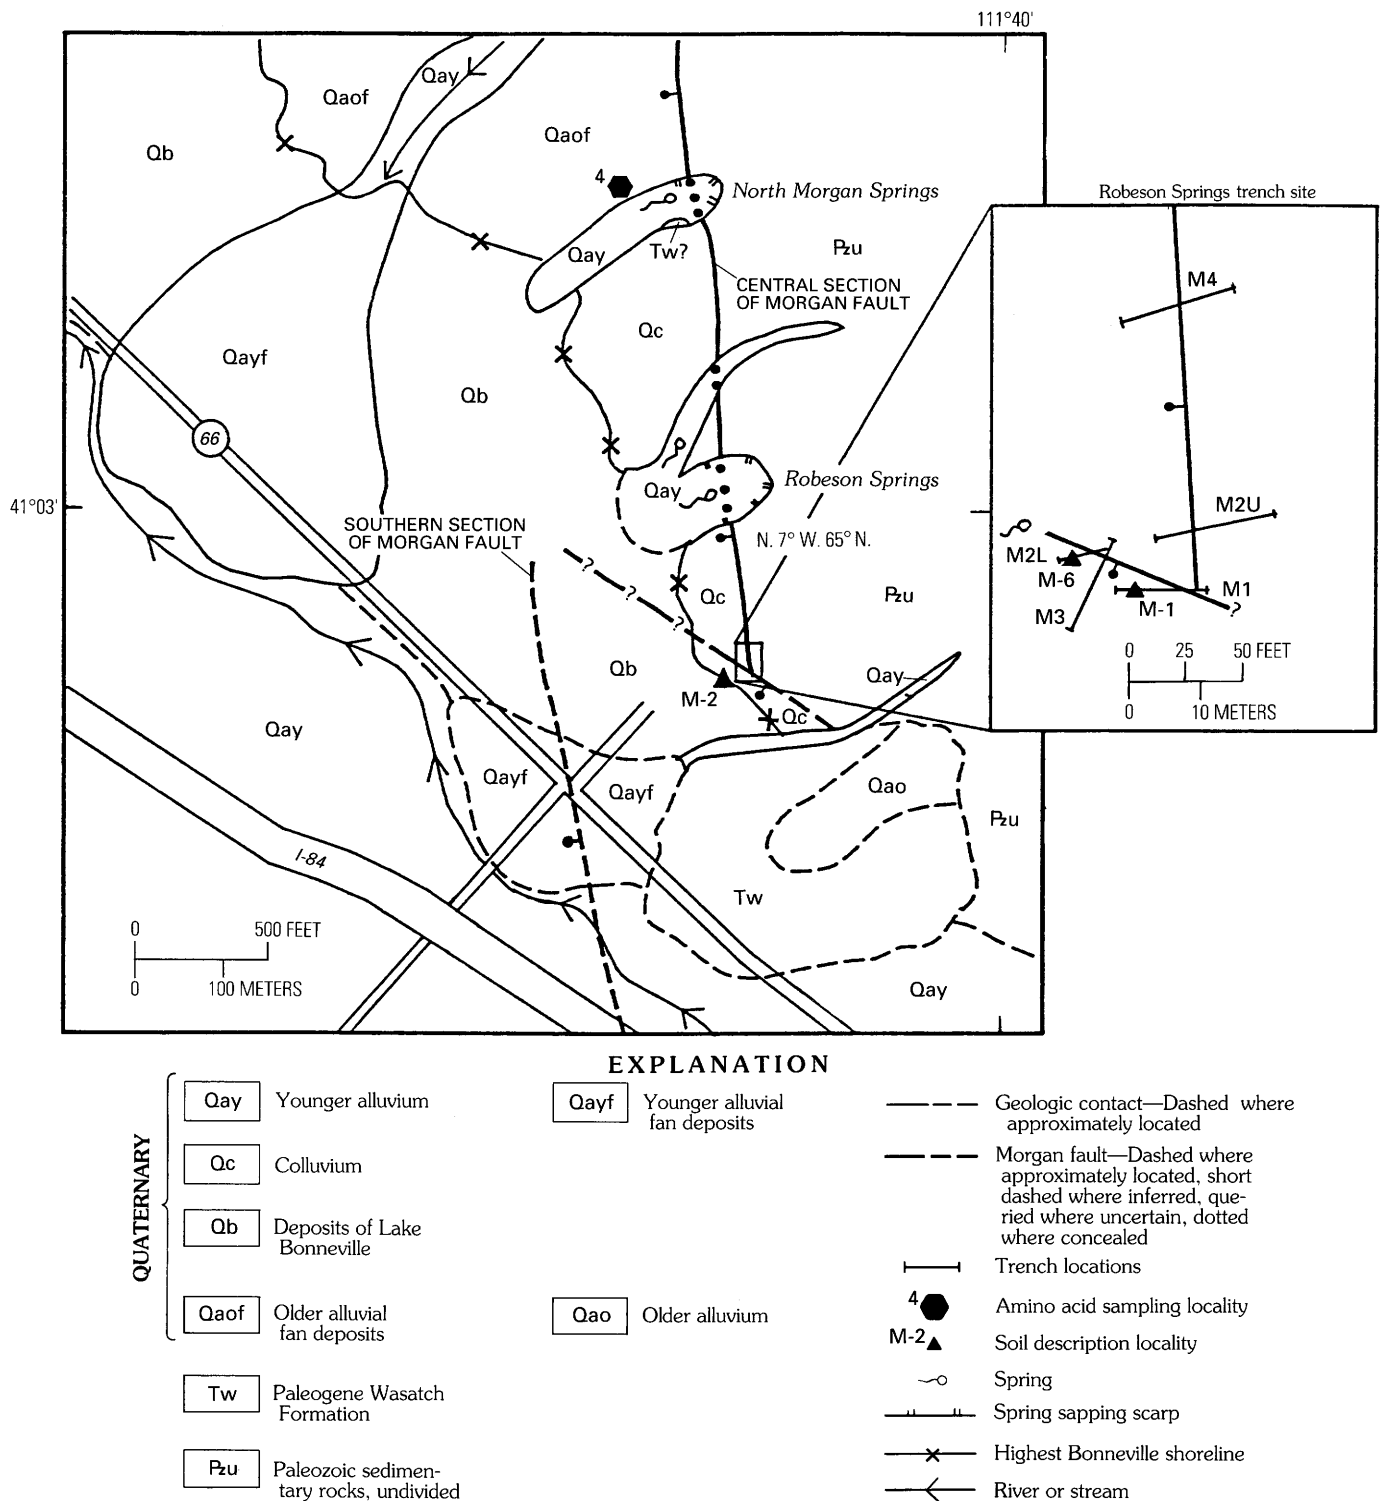 111°40'
Qay
Qaof
Qaof
Qb
4
North Morgan Springs
Robeson Springs trench site
Qay
Tw?
Pzu
CENTRAL SECTION
OF MORGAN FAULT
M4
Qc
Qayf
Qb
66
41°03'
Qay
Robeson Springs
SOUTHERN SECTION
OF MORGAN FAULT
N. 7° W. 65° N.
M2U
M2L
M-6
M3
M-1
M1
?
?
?
?
Qc
Pzu
0 25 50 FEET
0 10 METERS
Qb
M-2
Qay
Qc
Qay
Qayf
Qayf
Qao
Pzu
I-84
Tw
0 500 FEET
0 100 METERS
Qay
EXPLANATION
QUATERNARY
Qay Younger alluvium
Qc Colluvium
Qb Deposits of Lake
Bonneville
Qaof Older alluvial
fan deposits
Tw Paleogene Wasatch
Formation
Pzu Paleozoic sedimen-
tary rocks, undivided
Qayf Younger alluvial
fan deposits
Qao Older alluvium
Geologic contact—Dashed where
approximately located
Morgan fault—Dashed where
approximately located, short
dashed where inferred, que-
ried where uncertain, dotted
where concealed
Trench locations
4 Amino acid sampling locality
M-2 Soil description locality
Spring
Spring sapping scarp
Highest Bonneville shoreline
River or stream